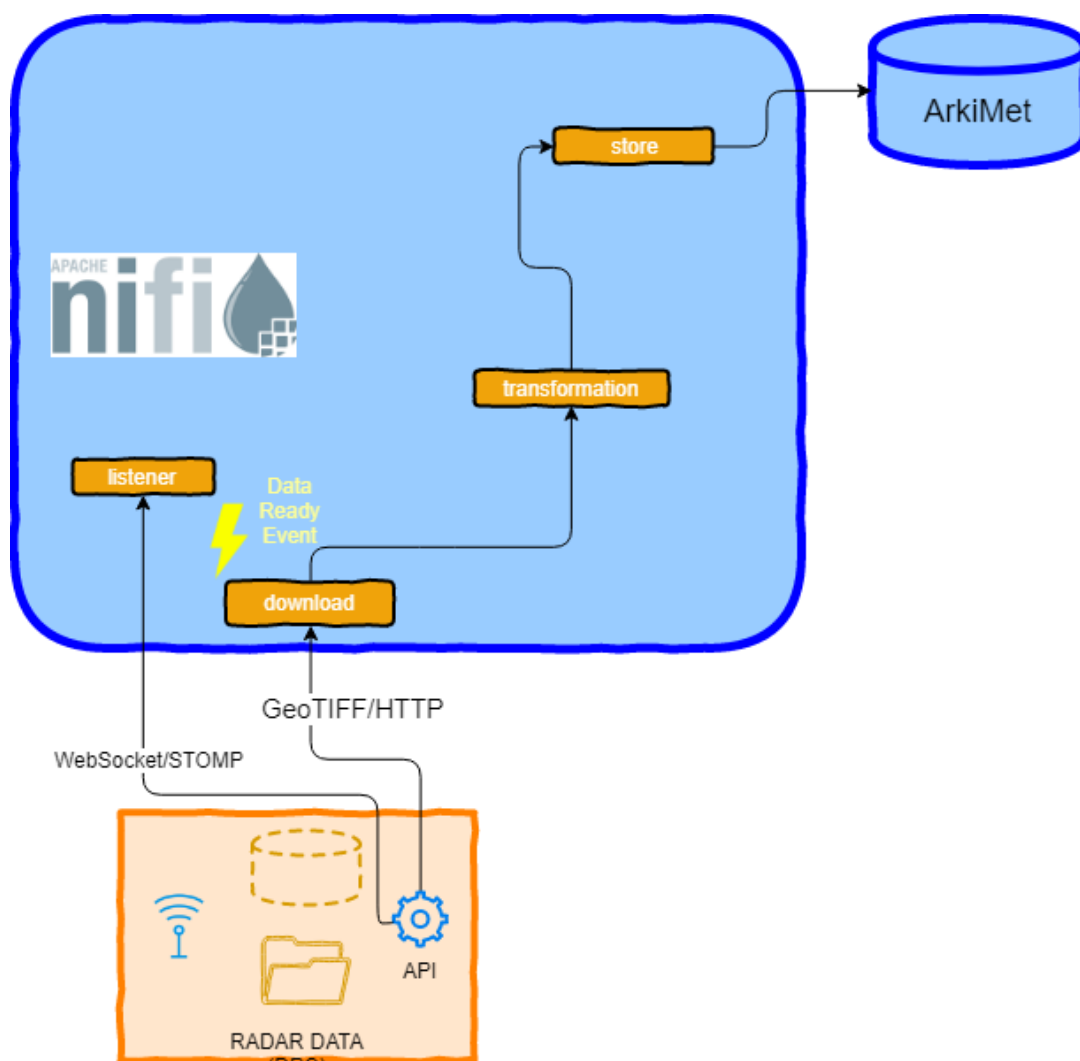 ArkiMet
store
APACHE
nifi
transformation
listener
Data
Ready
Event
download
GeoTIFF/HTTP
WebSocket/STOMP
API
RADAR DATA